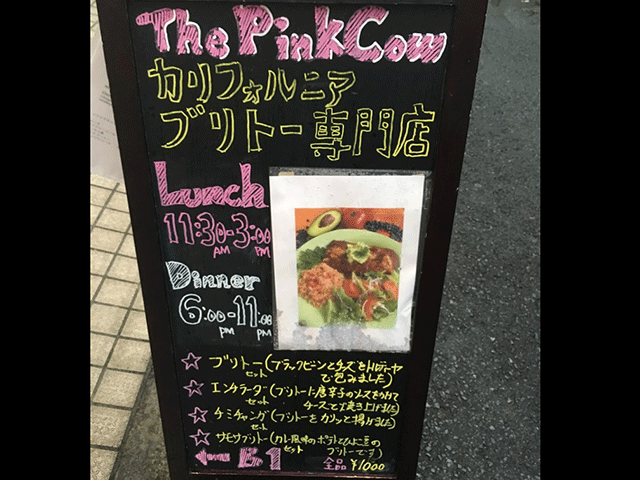 The Pink Cow
カリフォルニア
ブリトー専門店
Lunch
11:30-3:00
AM PM
Dinner
6:00-11:00
PM PM
☆ ブリトー(ブラックビーンとチーズをトルティーヤ
セット で包みました)
☆ エンチラーダ(ブリトーに唐辛子のソースをかけて
セット チーズで焼き上げました)
☆ チミチャンガ(ブリトーをカリッと揚げました)
セット
☆ サモサブリトー(カレー風味のポテトとひよこ豆の
セット ブリトーです)
← B1 全品 ¥1000